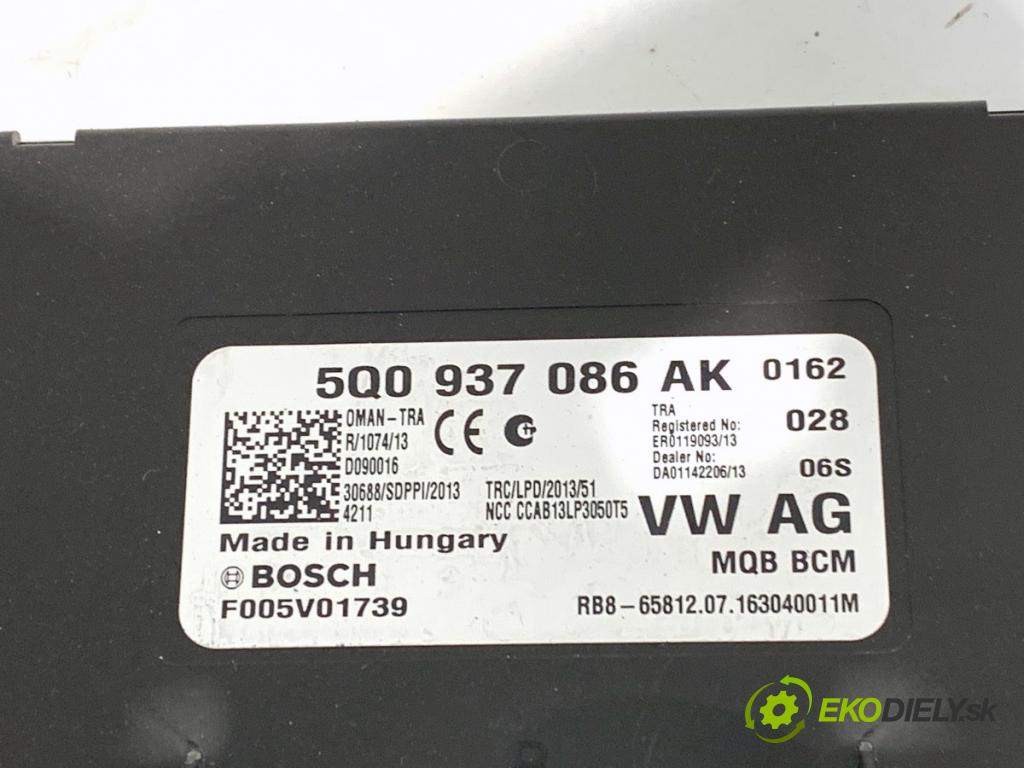 5Q0 937 086 AK 0162
OMAN-TRA
R/1074/13
D090016
CE
TRA
Registered No:
ER0119093/13
Dealer No:
DA01142206/13
028
06S
30688/SDPPI/2013
4211
TRC/LPD/2013/51
NCC CCAB13LP3050T5
VW AG
Made in Hungary
MQB BCM
BOSCH
F005V01739
RB8-65812.07.163040011M
EKODIELY.sk